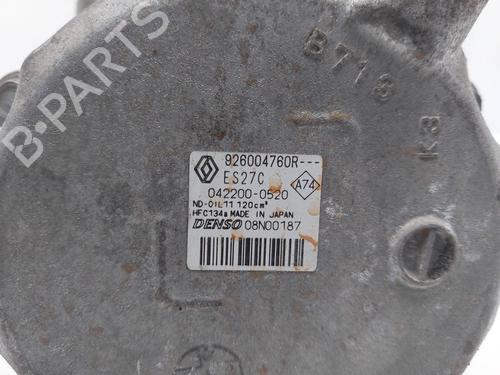 B713
K3
926004760R---
ES27C
A74
042200-0520
ND-OIL11 120cm³
HFC134a MADE IN JAPAN
DENSO 08N00187
B-PARTS